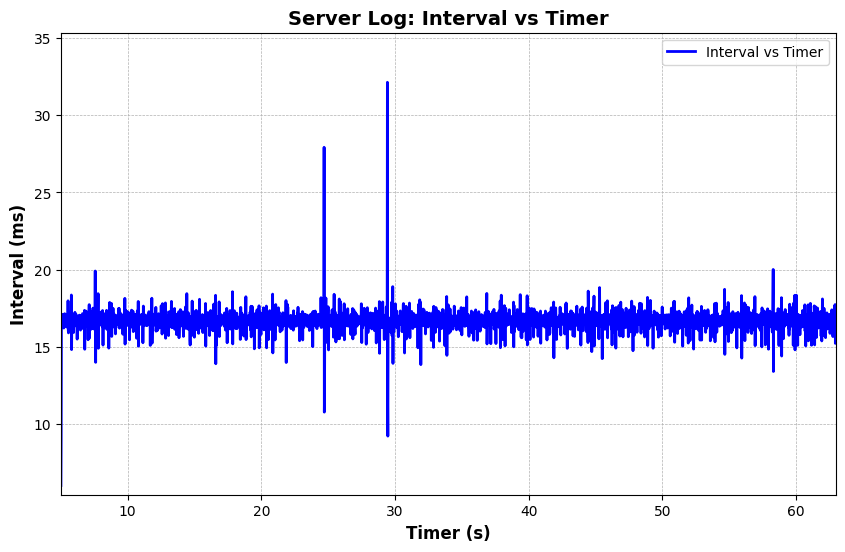 Server Log: Interval vs Timer
Interval vs Timer
35
30
25
20
15
10
Interval (ms)
10 20 30 40 50 60
Timer (s)